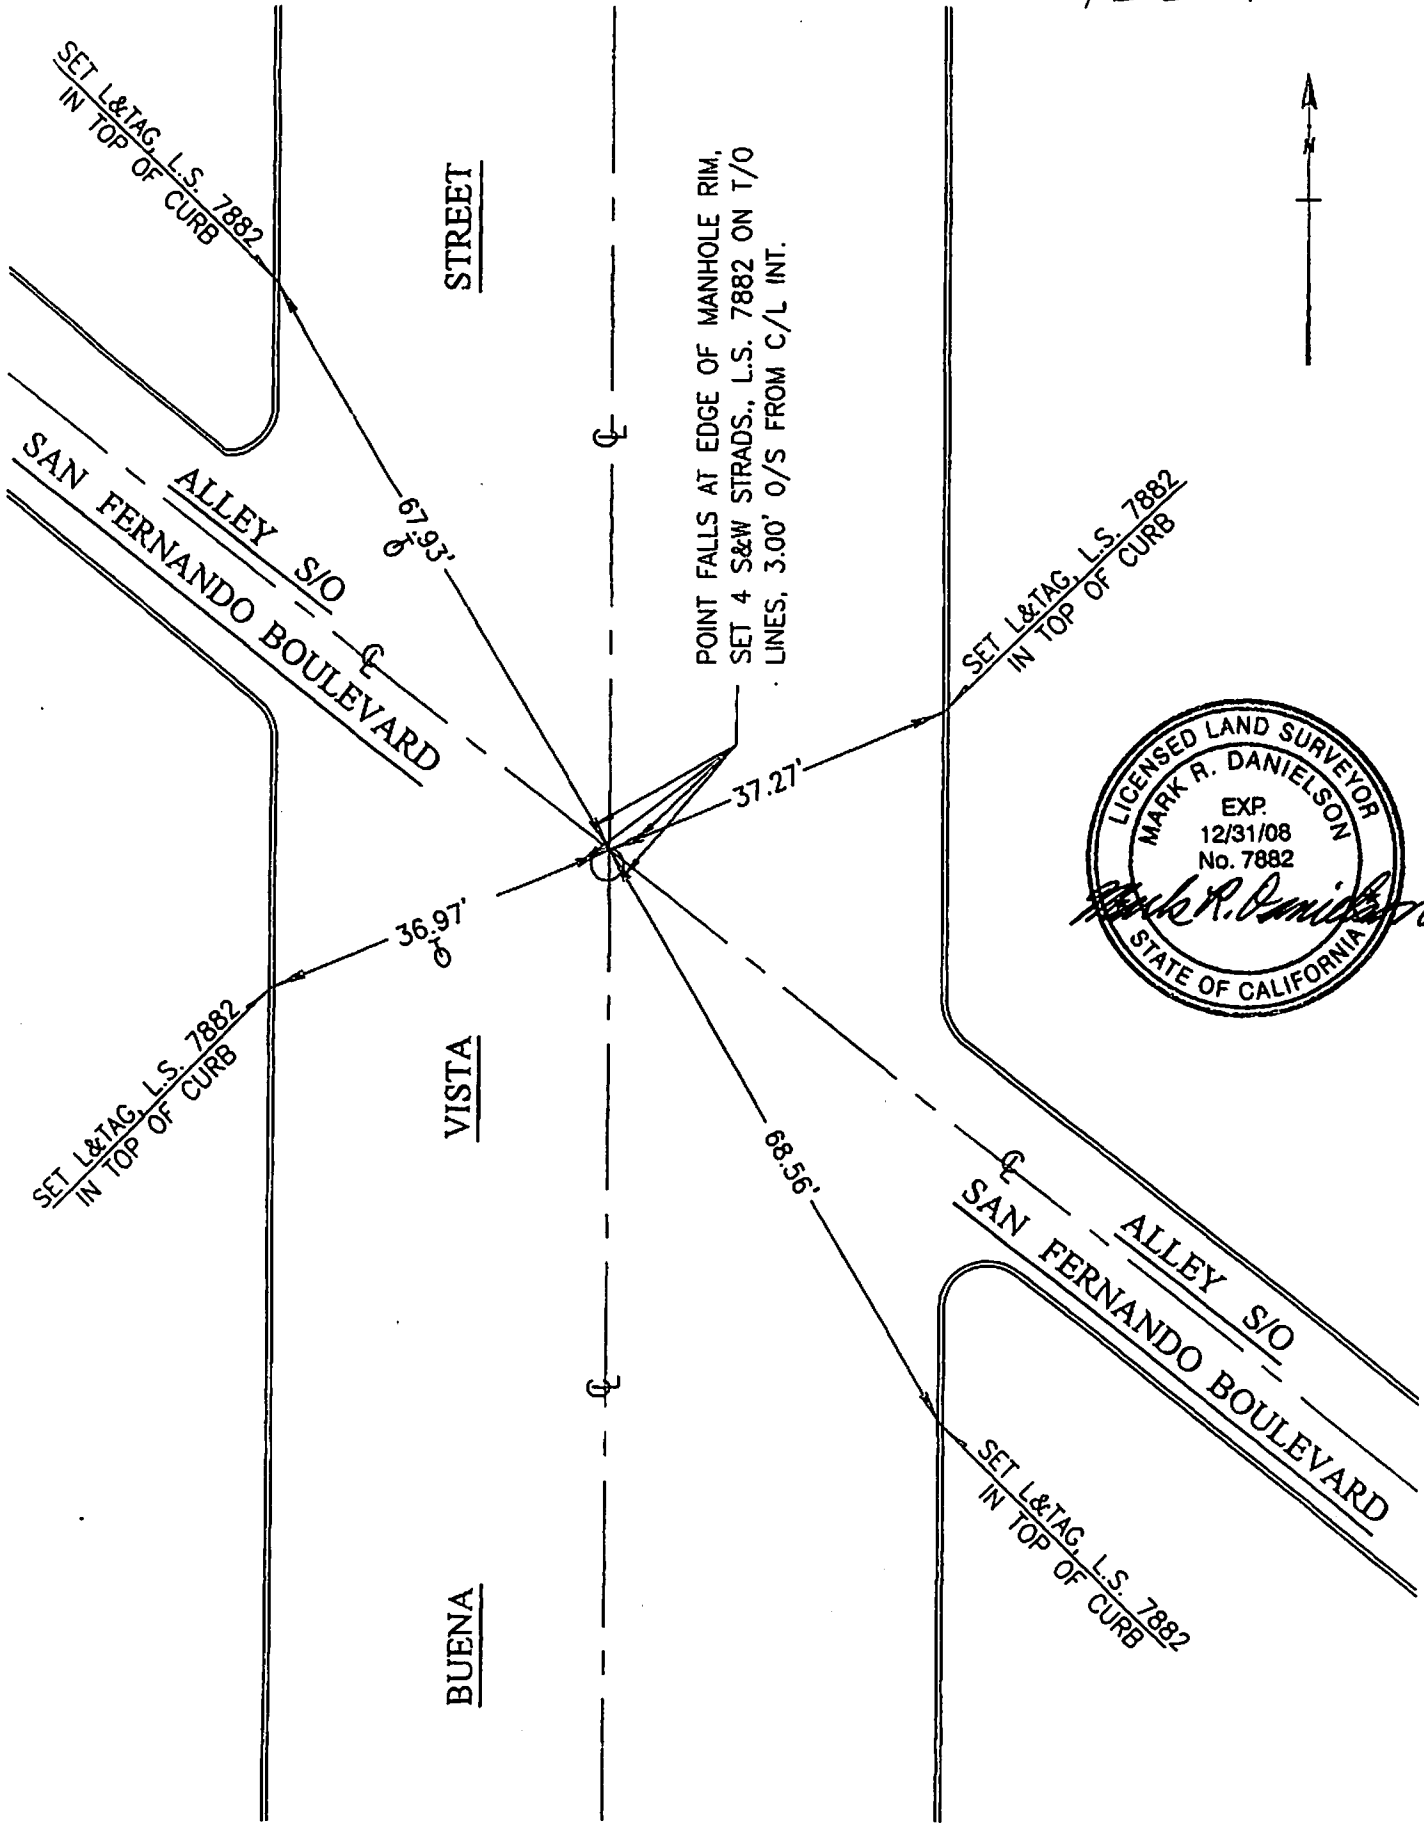 SET L&TAG, L.S. 7882
IN TOP OF CURB
STREET
POINT FALLS AT EDGE OF MANHOLE RIM,
SET 4 S&W STRADS., L.S. 7882 ON T/O
LINES, 3.00' O/S FROM C/L INT.
N
ALLEY S/O
SAN FERNANDO BOULEVARD
℄
67.93'
℄
SET L&TAG, L.S. 7882
IN TOP OF CURB
37.27'
36.97'
LICENSED LAND SURVEYOR
MARK R. DANIELSON
EXP.
12/31/08
No. 7882
Mark R. Danielson
STATE OF CALIFORNIA
SET L&TAG, L.S. 7882
IN TOP OF CURB
VISTA
68.56'
℄
ALLEY S/O
SAN FERNANDO BOULEVARD
℄
SET L&TAG, L.S. 7882
IN TOP OF CURB
BUENA